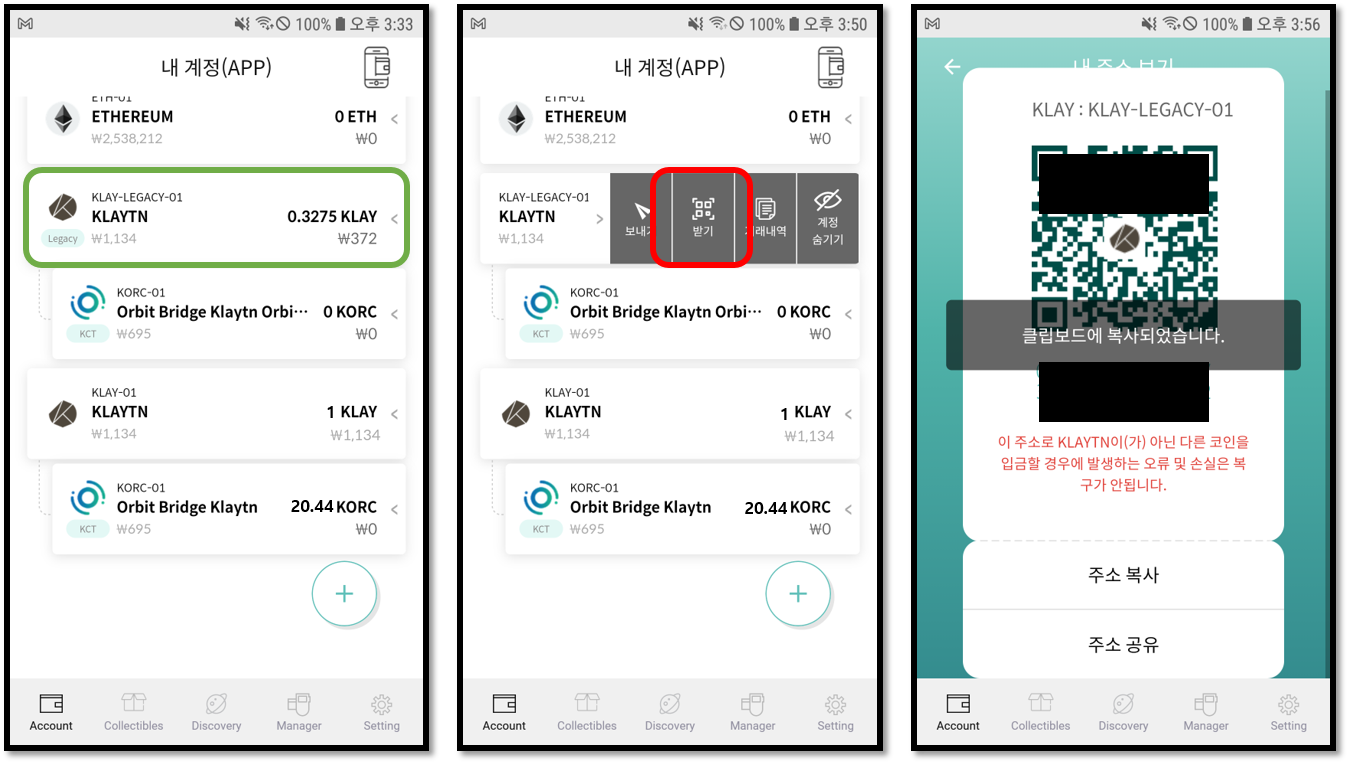 100% 오후 3:33
내 계정(APP)
ETH-01
ETHEREUM 0 ETH <
₩2,538,212 ₩0
KLAY-LEGACY-01
KLAYTN 0.3275 KLAY <
Legacy ₩1,134 ₩372
KORC-01
Orbit Bridge Klaytn Orbi··· 0 KORC <
KCT ₩695 ₩0
KLAY-01
KLAYTN 1 KLAY <
₩1,134 ₩1,134
KORC-01
Orbit Bridge Klaytn 20.44 KORC <
KCT ₩695 ₩0
+
Account Collectibles Discovery Manager Setting
100% 오후 3:50
내 계정(APP)
ETH-01
ETHEREUM 0 ETH <
₩2,538,212 ₩0
KLAY-LEGACY-01
KLAYTN >
₩1,134
받기
계정
숨기기
KORC-01
Orbit Bridge Klaytn Orbi··· 0 KORC <
KCT ₩695 ₩0
KLAY-01
KLAYTN 1 KLAY <
₩1,134 ₩1,134
KORC-01
Orbit Bridge Klaytn 20.44 KORC <
KCT ₩695 ₩0
+
Account Collectibles Discovery Manager Setting
100% 오후 3:56
내 주소 보기
KLAY : KLAY-LEGACY-01
클립보드에 복사되었습니다.
이 주소로 KLAYTN이(가) 아닌 다른 코인을
입금할 경우에 발생하는 오류 및 손실은 복
구가 안됩니다.
주소 복사
주소 공유
Account Collectibles Discovery Manager Setting